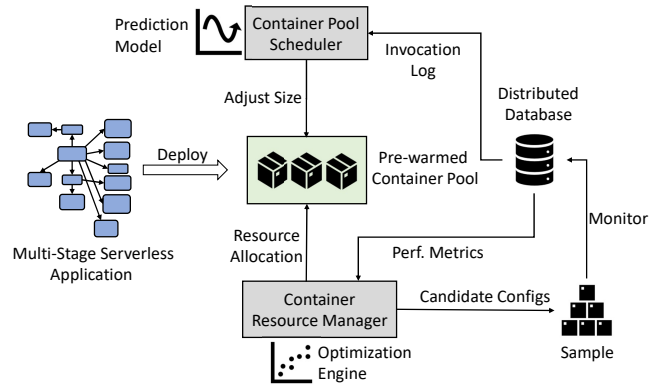 Prediction
Model
Container Pool
Scheduler
Invocation
Log
Adjust Size
Distributed
Database
Deploy
Pre-warmed
Container Pool
Multi-Stage Serverless
Application
Resource
Allocation
Perf. Metrics
Monitor
Container
Resource Manager
Candidate Configs
Sample
Optimization
Engine